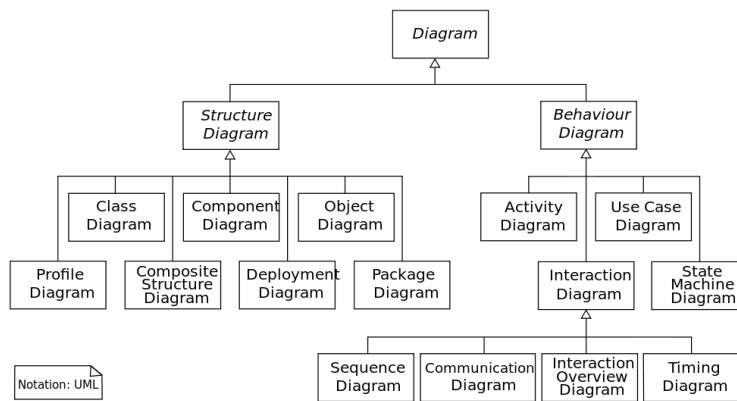 Diagram
Structure
Diagram
Behaviour
Diagram
Class
Diagram
Component
Diagram
Object
Diagram
Activity
Diagram
Use Case
Diagram
Profile
Diagram
Composite
Structure
Diagram
Deployment
Diagram
Package
Diagram
Interaction
Diagram
State
Machine
Diagram
Sequence
Diagram
Communication
Diagram
Interaction
Overview
Diagram
Timing
Diagram
Notation: UML